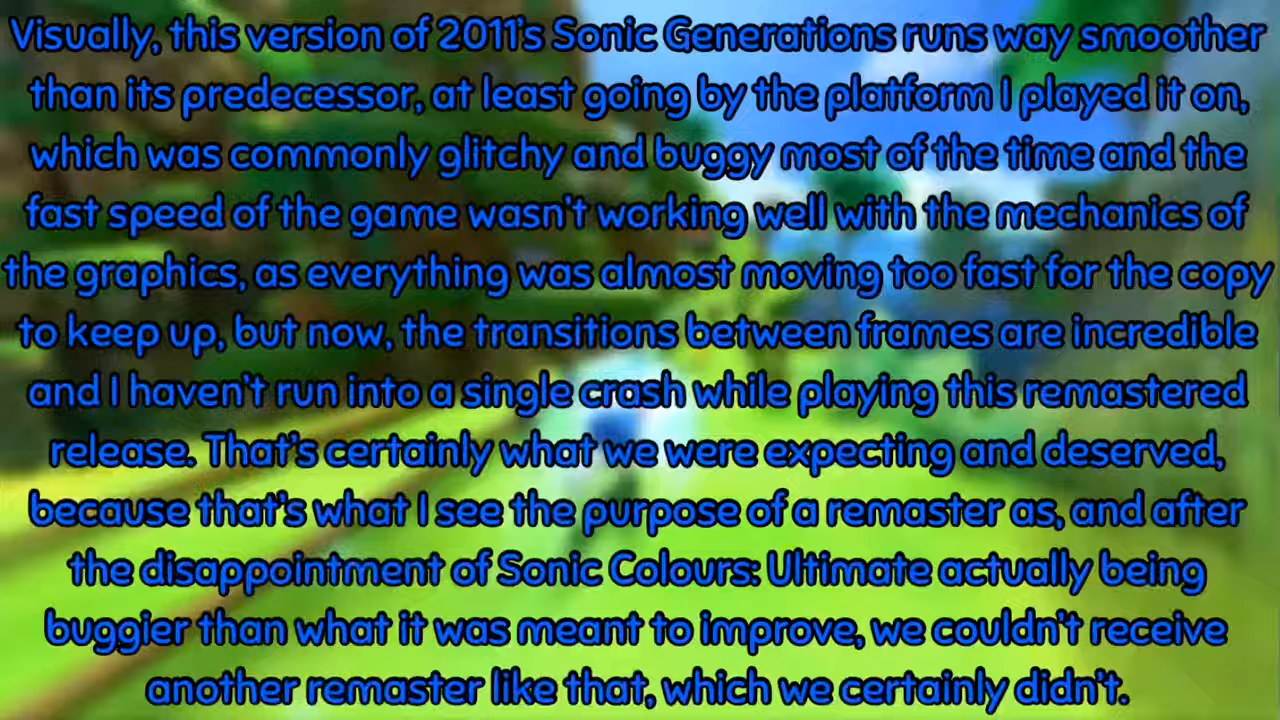 Visually, this version of 2011's Sonic Generations runs way smoother
than its predecessor, at least going by the platform I played it on,
which was commonly glitchy and buggy most of the time and the
fast speed of the game wasn't working well with the mechanics of
the graphics, as everything was almost moving too fast for the copy
to keep up, but now, the transitions between frames are incredible
and I haven't run into a single crash while playing this remastered
release. That's certainly what we were expecting and deserved,
because that's what I see the purpose of a remaster as, and after
the disappointment of Sonic Colours: Ultimate actually being
buggier than what it was meant to improve, we couldn't receive
another remaster like that, which we certainly didn't.